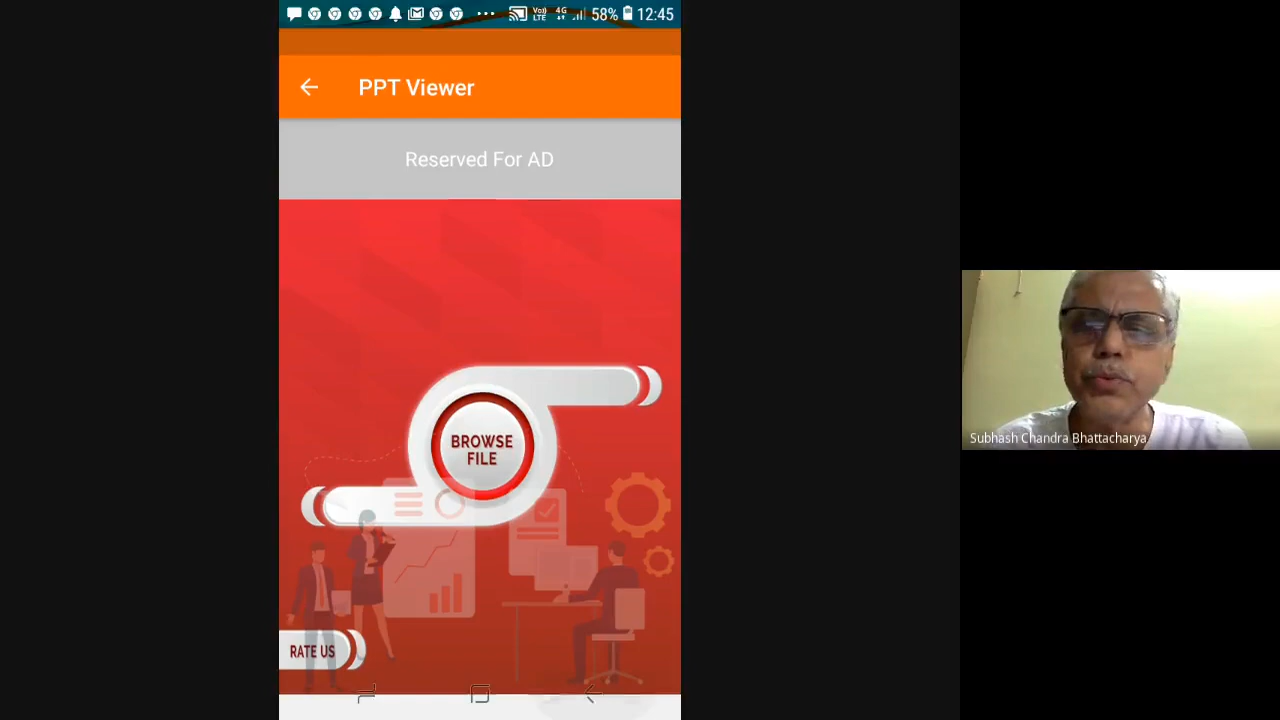 58% 12:45
PPT Viewer
Reserved For AD
BROWSE
FILE
RATE US
Subhash Chandra Bhattacharya